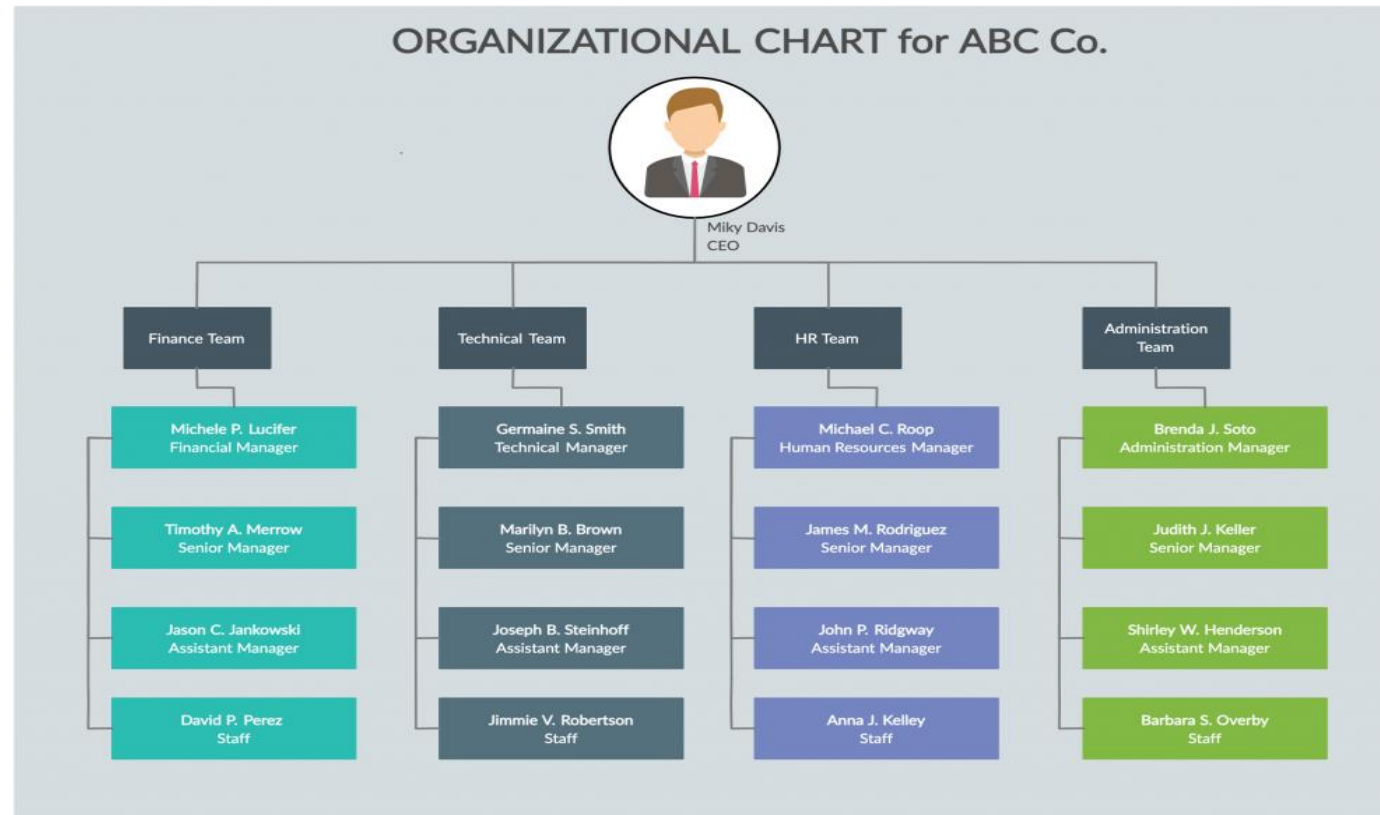 ORGANIZATIONAL CHART for ABC Co.
Miky Davis
CEO
Finance Team
Technical Team
HR Team
Administration
Team
Michele P. Lucifer
Financial Manager
Germaine S. Smith
Technical Manager
Michael C. Roop
Human Resources Manager
Brenda J. Soto
Administration Manager
Timothy A. Merrow
Senior Manager
Marilyn B. Brown
Senior Manager
James M. Rodriguez
Senior Manager
Judith J. Keller
Senior Manager
Jason C. Jankowski
Assistant Manager
Joseph B. Steinhoff
Assistant Manager
John P. Ridgway
Assistant Manager
Shirley W. Henderson
Assistant Manager
David P. Perez
Staff
Jimmie V. Robertson
Staff
Anna J. Kelley
Staff
Barbara S. Overby
Staff